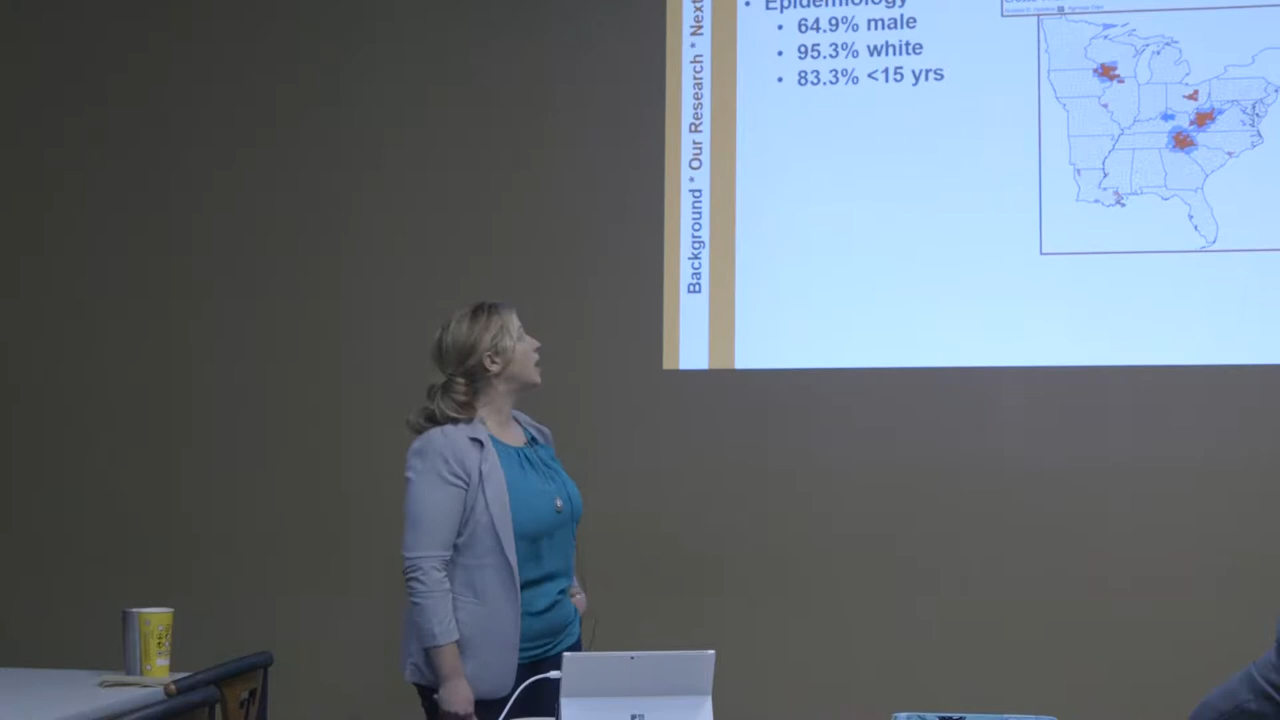 Background * Our Research * Next
• Epidemiology
• 64.9% male
• 95.3% white
• 83.3% <15 yrs